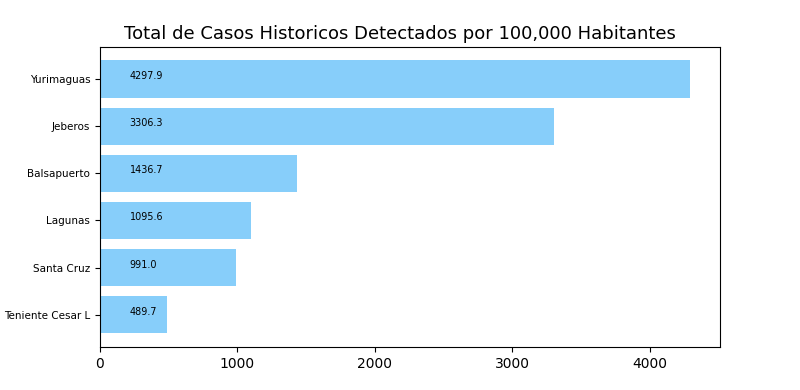 Total de Casos Historicos Detectados por 100,000 Habitantes
Yurimaguas 4297.9
Jeberos 3306.3
Balsapuerto 1436.7
Lagunas 1095.6
Santa Cruz 991.0
Teniente Cesar L 489.7
0 1000 2000 3000 4000